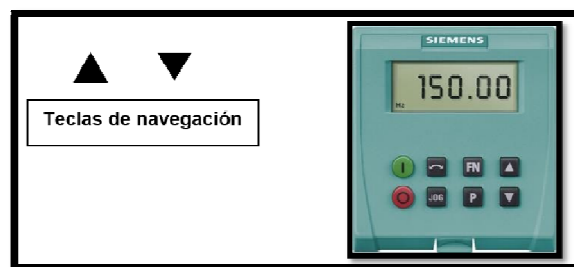 Teclas de navegación
SIEMENS
150.00
Hz
I FN
O JOG P